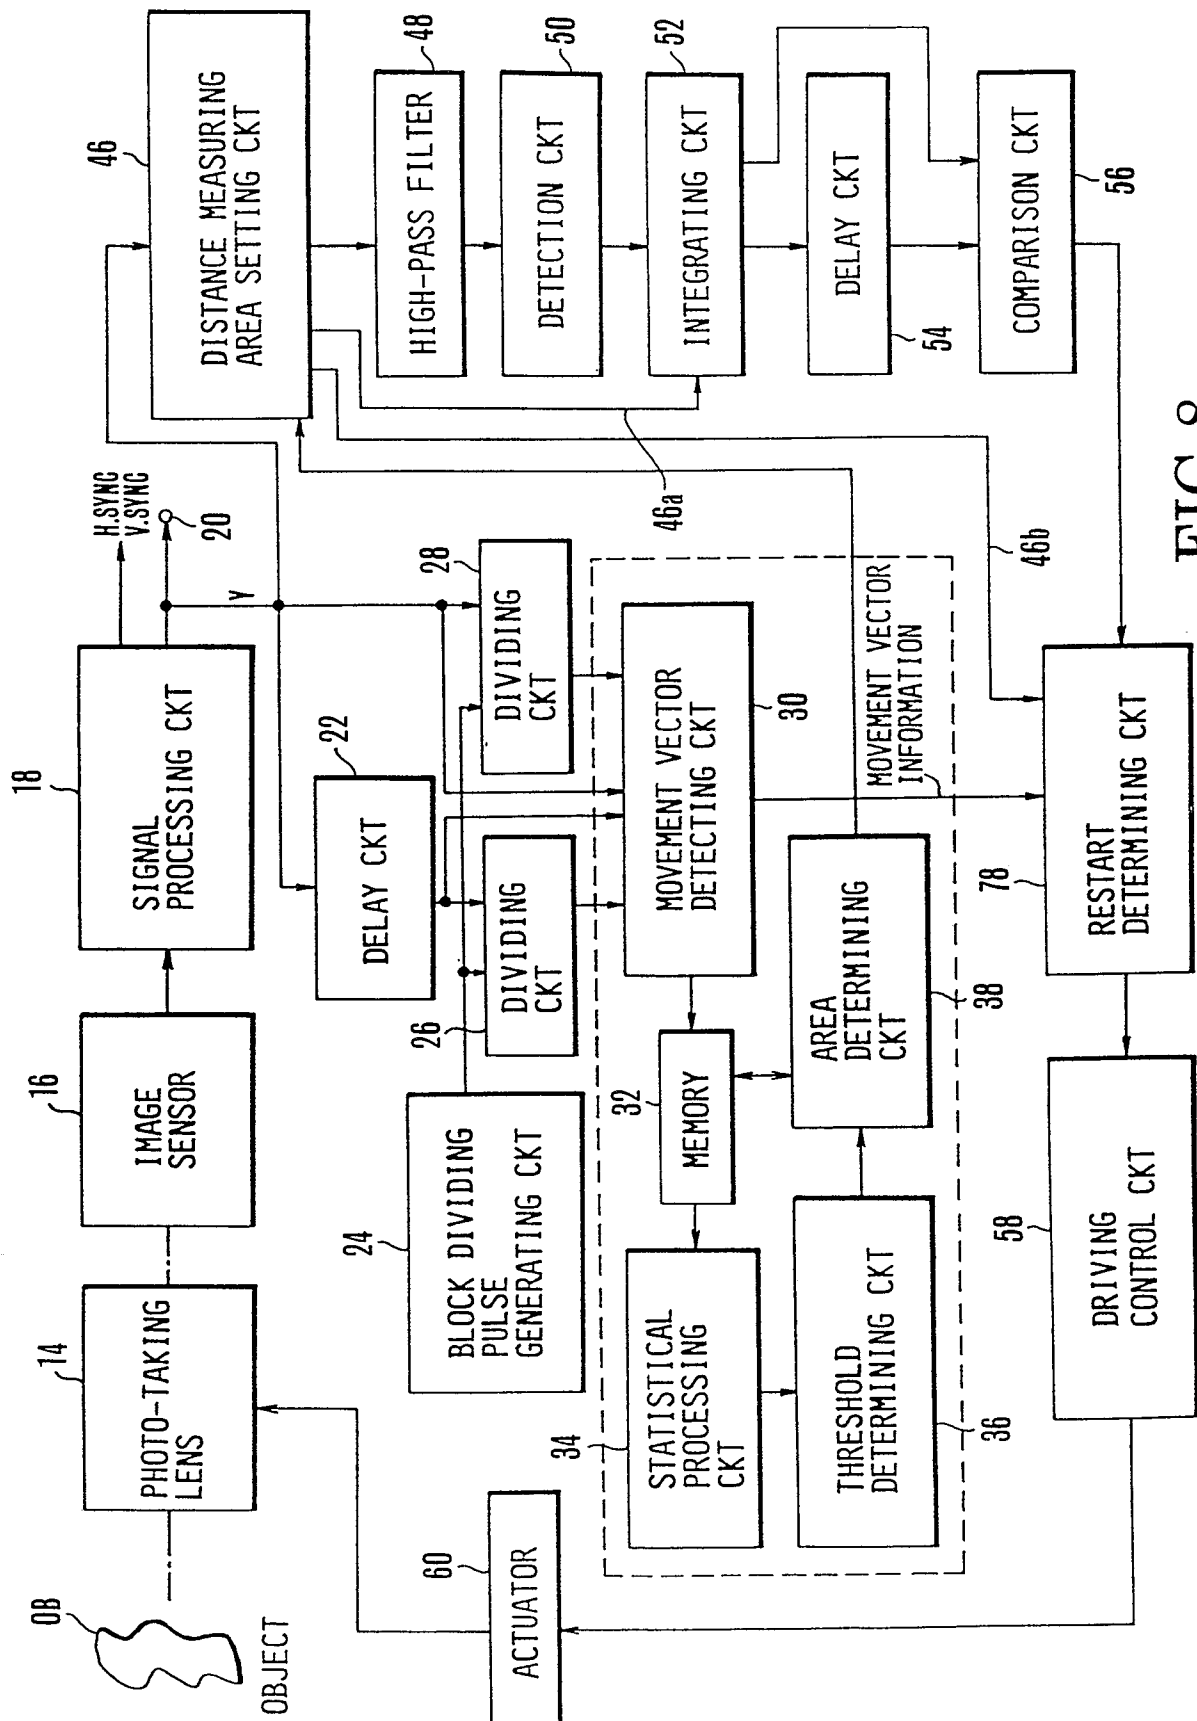 OB
OBJECT
14
PHOTO-TAKING
LENS
16
IMAGE
SENSOR
18
SIGNAL
PROCESSING CKT
H.SYNC
V.SYNC
20
Y
46
DISTANCE MEASURING
AREA SETTING CKT
22
DELAY CKT
24
BLOCK DIVIDING
PULSE
GENERATING CKT
26
DIVIDING
CKT
28
DIVIDING
CKT
48
HIGH-PASS FILTER
50
DETECTION CKT
52
INTEGRATING CKT
54
DELAY CKT
56
COMPARISON CKT
46a
46b
MOVEMENT VECTOR
DETECTING CKT
30
32
MEMORY
34
STATISTICAL
PROCESSING
CKT
THRESHOLD
DETERMINING CKT
36
AREA
DETERMINING
CKT
38
MOVEMENT VECTOR
INFORMATION
60
ACTUATOR
58
DRIVING
CONTROL CKT
78
RESTART
DETERMINING CKT
FIG.8